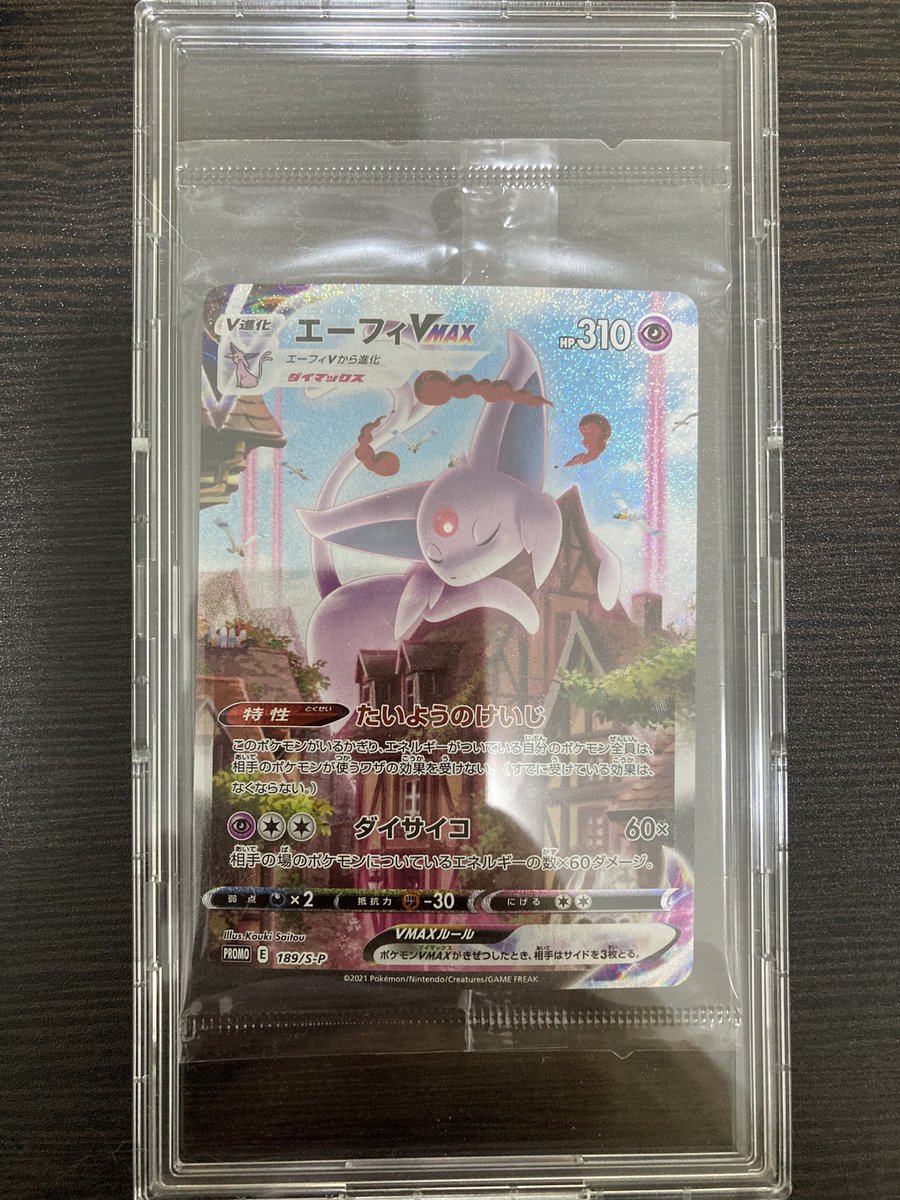 V進化 エーフィVMAX HP310
エーフィVから進化
ダイマックス
特性 とくせい たいようのけいじ
このポケモンがいるかぎり、エネルギーがついている自分のポケモン全員は、
相手のポケモンが使うワザの効果を受けない。(すでに受けている効果は、
なくならない。)
ダイサイコ 60×
相手の場のポケモンについているエネルギーの数×60ダメージ。
弱点 ×2 抵抗力 -30 にげる
Illus.Kouki Saitou
VMAXルール
PROMO E 189/S-P
ポケモンVMAXがきぜつしたとき、相手はサイドを3枚とる。
©2021 Pokémon/Nintendo/Creatures/GAME FREAK.